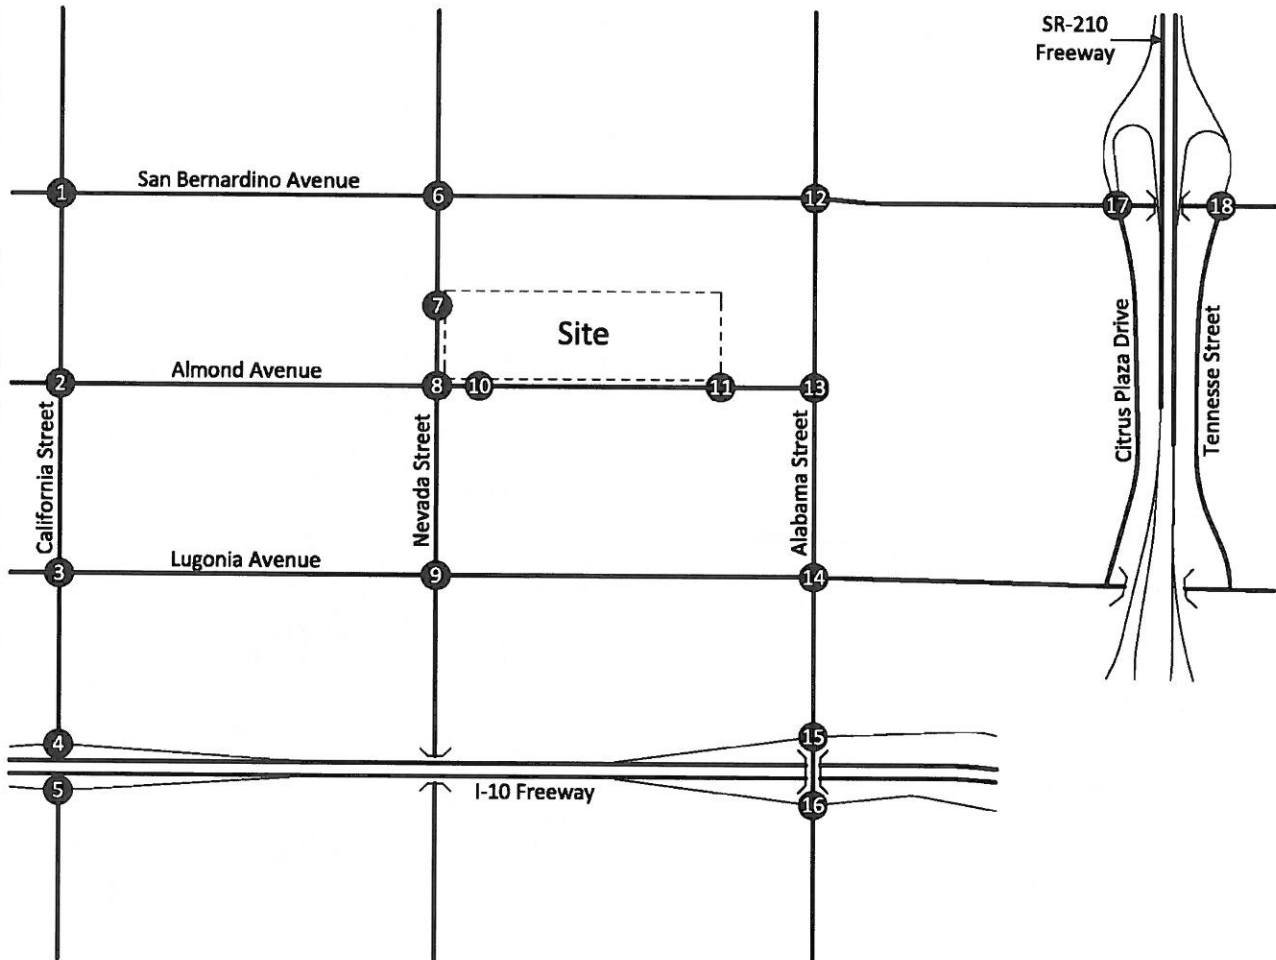 SR-210
Freeway
San Bernardino Avenue
1
6
12
17
18
7
Site
Almond Avenue
2
8
10
11
13
California Street
Nevada Street
Alabama Street
Citrus Plaza Drive
Tennesse Street
Lugonia Avenue
3
9
14
4
15
5
I-10 Freeway
16